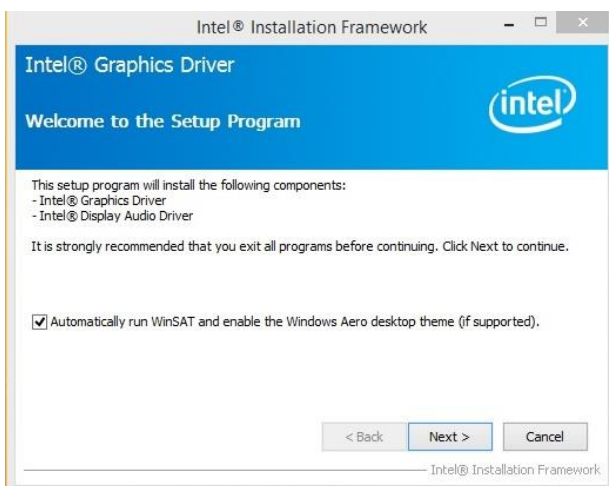 Intel® Installation Framework
Intel® Graphics Driver
Welcome to the Setup Program
intel
This setup program will install the following components:
- Intel® Graphics Driver
- Intel® Display Audio Driver
It is strongly recommended that you exit all programs before continuing. Click Next to continue.
Automatically run WinSAT and enable the Windows Aero desktop theme (if supported).
< Back Next > Cancel
Intel® Installation Framework